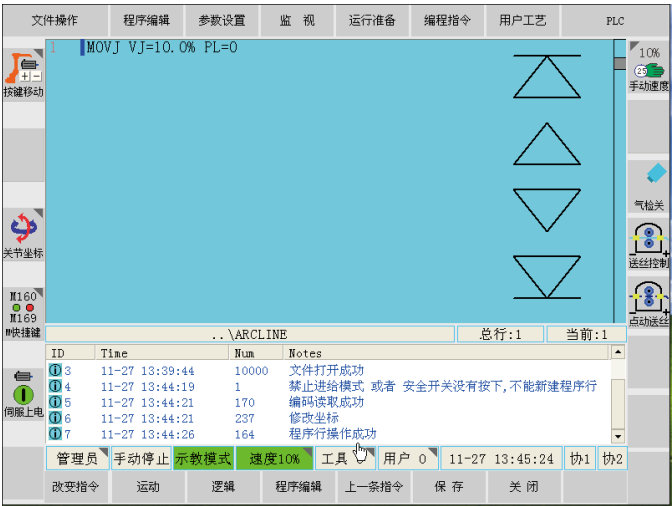 文件操作 程序编辑 参数设置 监 视 运行准备 编程指令 用户工艺 PLC
1 MOVJ VJ=10.0% PL=0
+ -
按键移动
关节坐标
M160
M169
M快捷键
伺服上电
10%
25
手动速度
气检关
- +
送丝控制
- +
点动送丝
..\ARCLINE 总行:1 当前:1
ID Time Num Notes
3 11-27 13:39:44 10000 文件打开成功
4 11-27 13:44:19 1 禁止进给模式 或者 安全开关没有按下,不能新建程序行
5 11-27 13:44:21 170 编码读取成功
6 11-27 13:44:21 237 修改坐标
7 11-27 13:44:26 164 程序行操作成功
管理员 手动停止 示教模式 速度10% 工具 用户 0 11-27 13:45:24 协1 协2
改变指令 运动 逻辑 程序编辑 上一条指令 保 存 关 闭